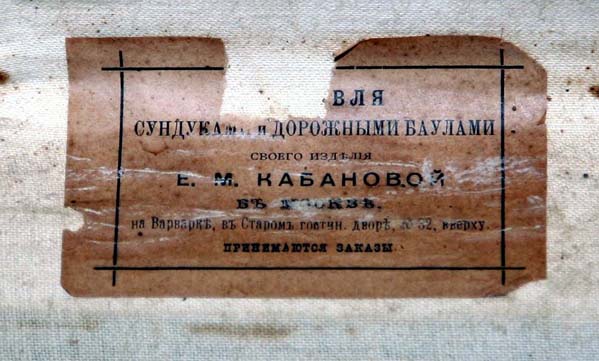 ВЛЯ
СУНДУКАМИ и ДОРОЖНЫМИ БАУЛАМИ
СВОЕГО ИЗДѢЛІЯ
Е. М. КАБАНОВОЙ
ВЪ МОСКВѢ.
на Варваркѣ, въ Старомъ гостин. дворѣ, № 32, вверху.
ПРИНИМАЮТСЯ ЗАКАЗЫ.